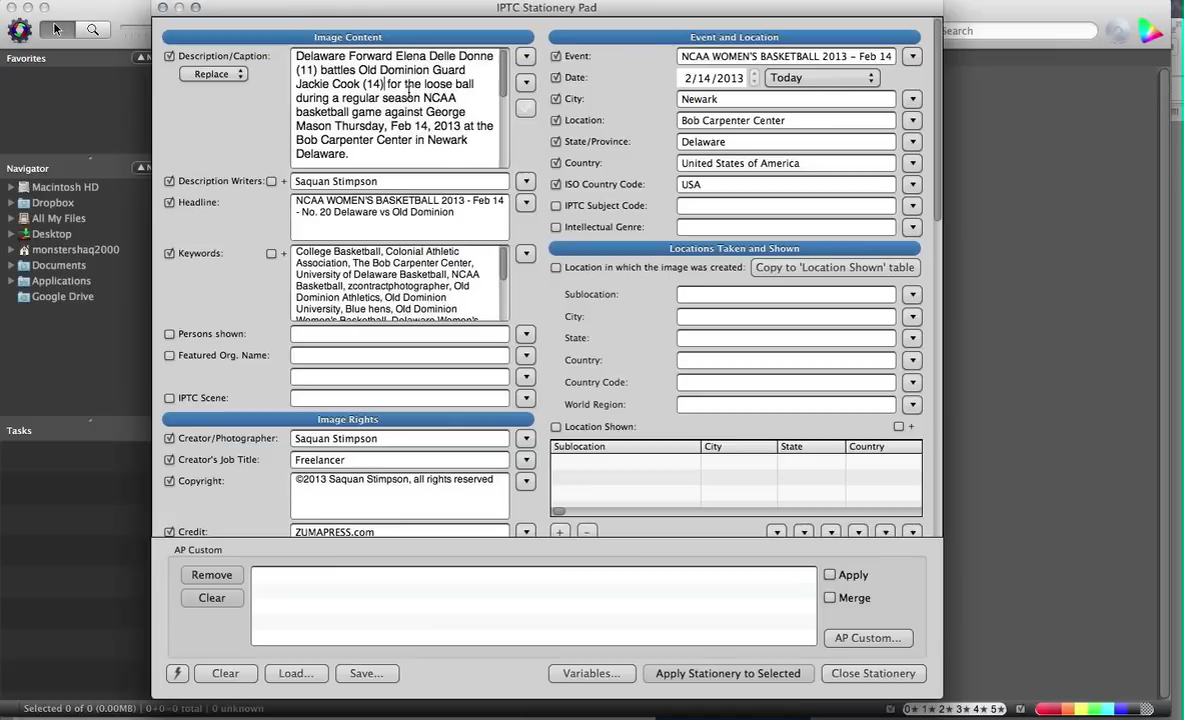 IPTC Stationery Pad
Search
Favorites
Navigator
Macintosh HD
Dropbox
All My Files
Desktop
monstershaq2000
Documents
Applications
Google Drive
Tasks
Image Content
Description/Caption:
Replace
Delaware Forward Elena Delle Donne
(11) battles Old Dominion Guard
Jackie Cook (14) for the loose ball
during a regular season NCAA
basketball game against George
Mason Thursday, Feb 14, 2013 at the
Bob Carpenter Center in Newark
Delaware.
Description Writers: +
Saquan Stimpson
Headline:
NCAA WOMEN'S BASKETBALL 2013 - Feb 14
- No. 20 Delaware vs Old Dominion
Keywords: +
College Basketball, Colonial Athletic
Association, The Bob Carpenter Center,
University of Delaware Basketball, NCAA
Basketball, zcontractphotographer, Old
Dominion Athletics, Old Dominion
University, Blue hens, Old Dominion
Women's Basketball, Delaware Women's
Persons shown:
Featured Org. Name:
IPTC Scene:
Image Rights
Creator/Photographer: Saquan Stimpson
Creator's Job Title: Freelancer
Copyright: ©2013 Saquan Stimpson, all rights reserved
Credit: ZUMAPRESS.com
Event and Location
Event: NCAA WOMEN'S BASKETBALL 2013 - Feb 14
Date: 2/14/2013 Today
City: Newark
Location: Bob Carpenter Center
State/Province: Delaware
Country: United States of America
ISO Country Code: USA
IPTC Subject Code:
Intellectual Genre:
Locations Taken and Shown
Location in which the image was created: Copy to 'Location Shown' table
Sublocation:
City:
State:
Country:
Country Code:
World Region:
Location Shown: +
Sublocation City State Country
+ -
AP Custom
Remove
Clear
Apply
Merge
AP Custom...
Clear Load... Save... Variables... Apply Stationery to Selected Close Stationery
Selected 0 of 0 (0.00MB) 0+0=0 total 0 unknown
0★ 1★ 2★ 3★ 4★ 5★